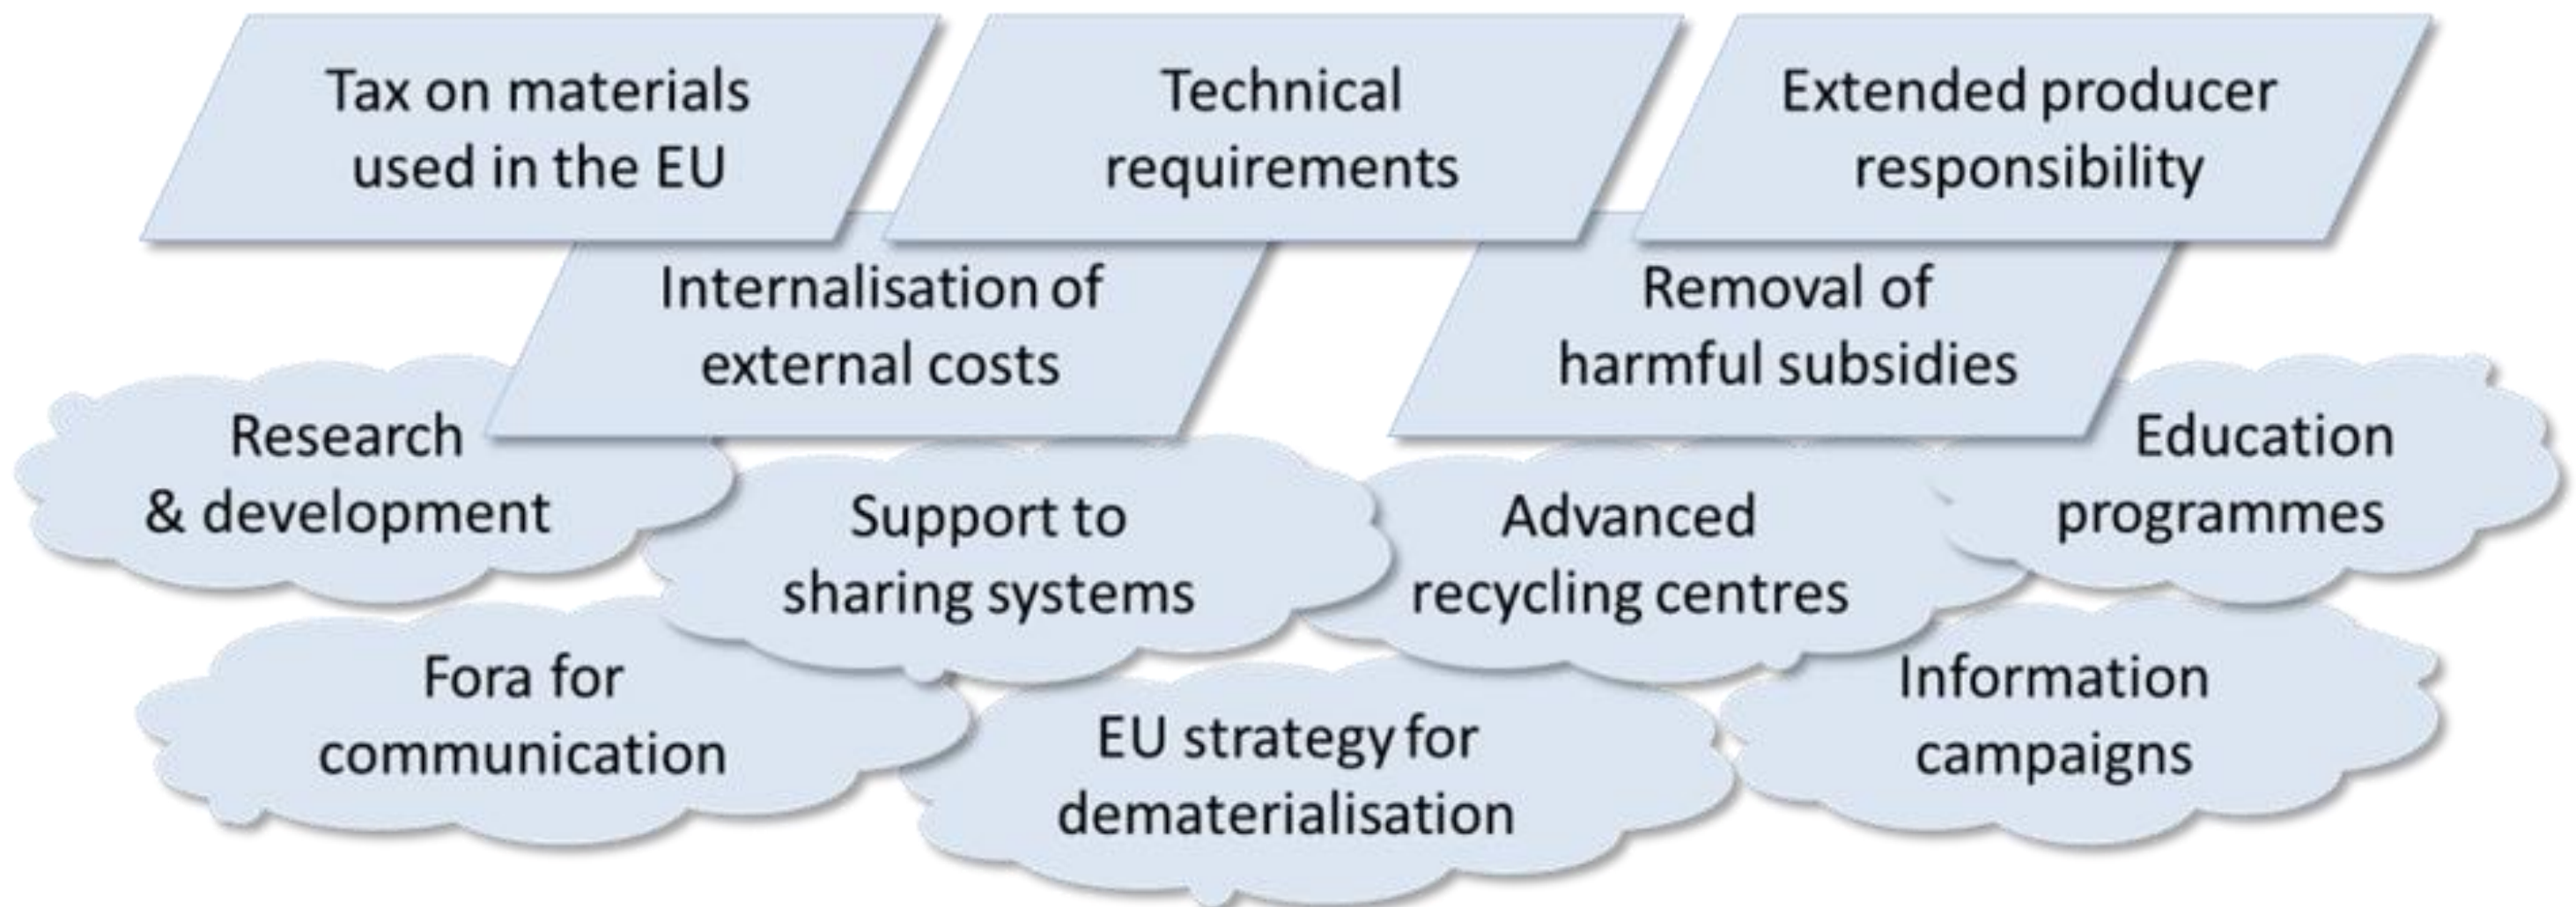 Tax on materials
used in the EU
Technical
requirements
Extended producer
responsibility
Internalisation of
external costs
Removal of
harmful subsidies
Research
& development
Support to
sharing systems
Advanced
recycling centres
Education
programmes
Fora for
communication
EU strategy for
dematerialisation
Information
campaigns